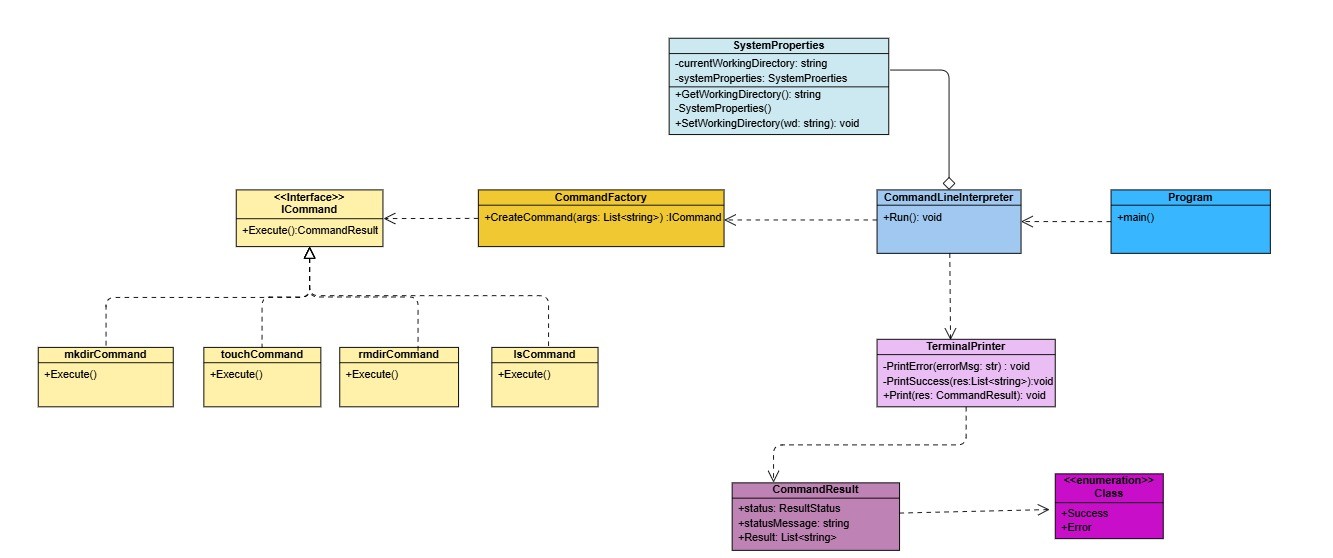 SystemProperties
-currentWorkingDirectory: string
-systemProperties: SystemProerties
+GetWorkingDirectory(): string
-SystemProperties()
+SetWorkingDirectory(wd: string): void
<<Interface>>
ICommand
+Execute():CommandResult
CommandFactory
+CreateCommand(args: List<string>) :ICommand
CommandLineInterpreter
+Run(): void
Program
+main()
mkdirCommand
+Execute()
touchCommand
+Execute()
rmdirCommand
+Execute()
lsCommand
+Execute()
TerminalPrinter
-PrintError(errorMsg: str) : void
-PrintSuccess(res:List<string>):void
+Print(res: CommandResult): void
CommandResult
+status: ResultStatus
+statusMessage: string
+Result: List<string>
<<enumeration>>
Class
+Success
+Error